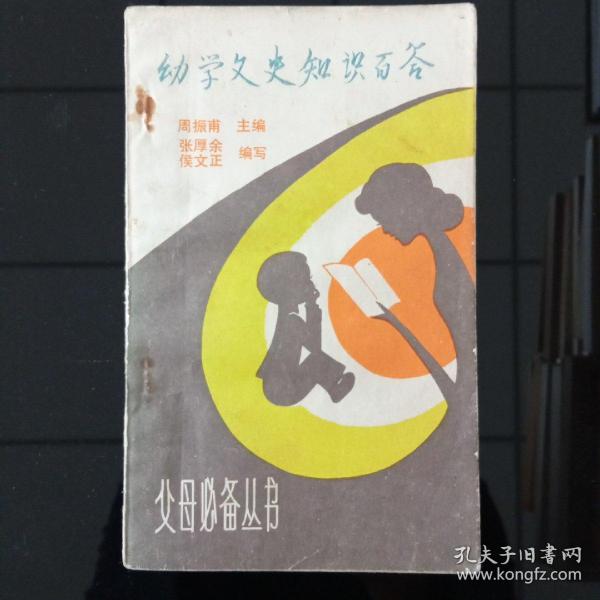 幼学文史知识百答
周振甫 主编
张厚余
侯文正 编写
父母必备丛书
孔夫子旧書网
www.kongfz.com